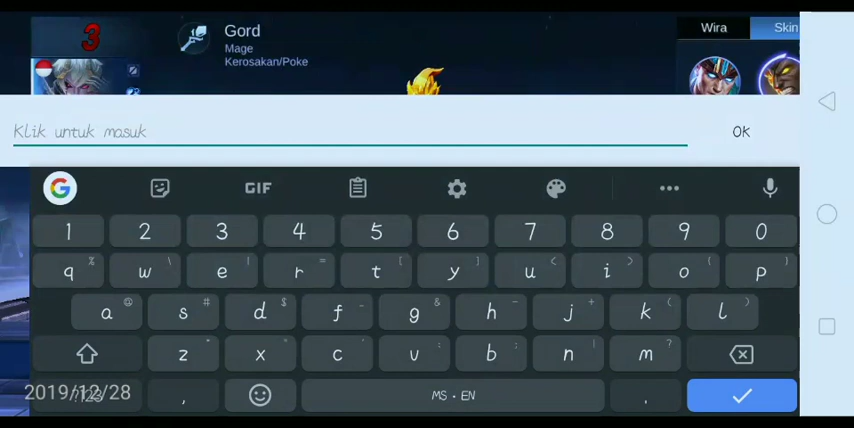 3
Gord
Mage
Kerosakan/Poke
Wira
Skin
Klik untuk masuk
OK
G
GIF
1 2 3 4 5 6 7 8 9 0
% \ | = [ ] < > { }
q w e r t y u i o p
@ # $ _ & - + ( )
a s d f g h j k l
* " ' : ; | ?
z x c v b n m
?123
, MS • EN .
2019/12/28